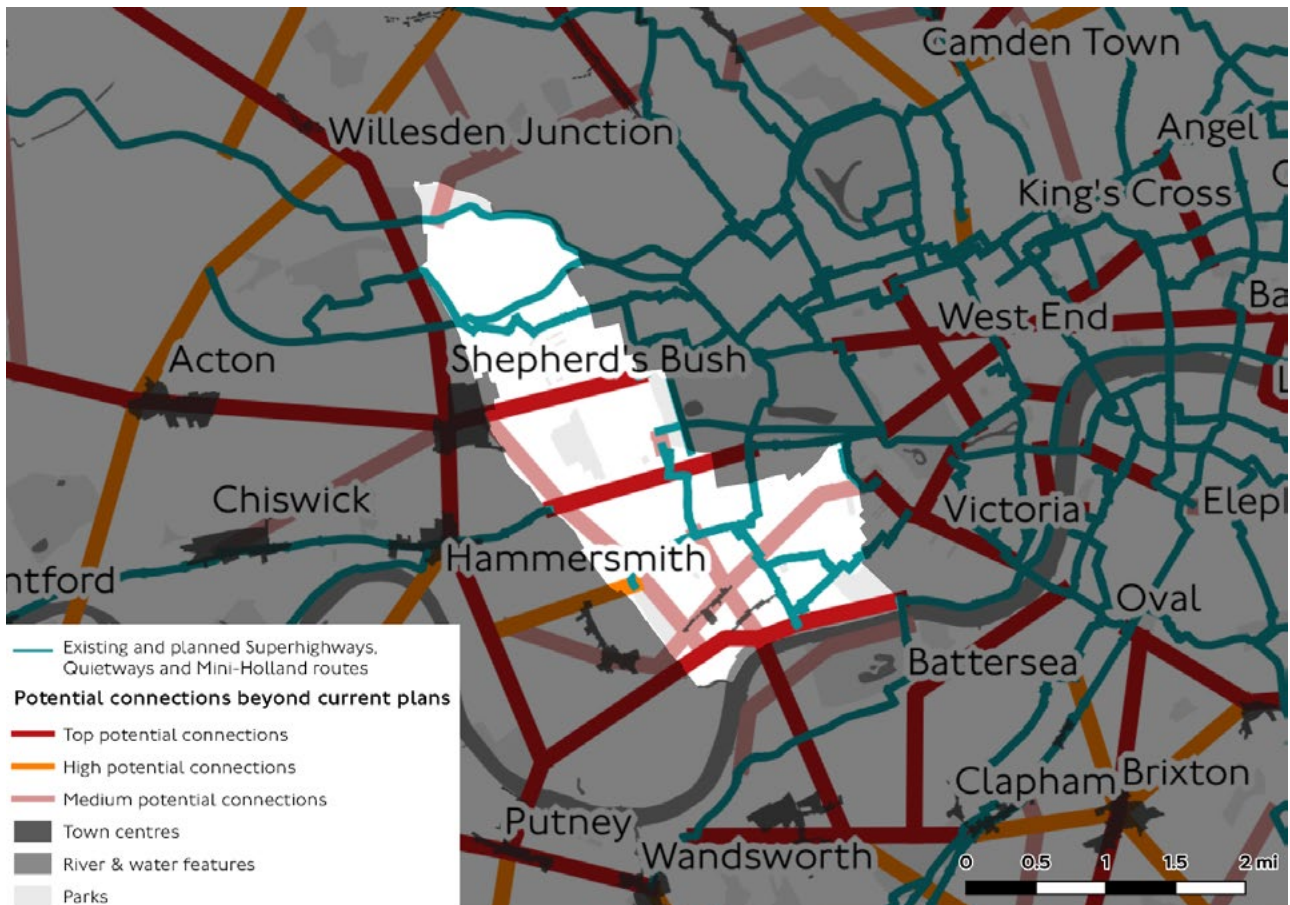 Camden Town
Willesden Junction
Angel
King's Cross
West End
Ba
Acton
Shepherd's Bush
L
Chiswick
Victoria
Elep
Hammersmith
ntford
Oval
Battersea
Clapham
Brixton
Putney
Wandsworth
Existing and planned Superhighways,
Quietways and Mini-Holland routes
Potential connections beyond current plans
Top potential connections
High potential connections
Medium potential connections
Town centres
River & water features
Parks
0 0.5 1 1.5 2 mi